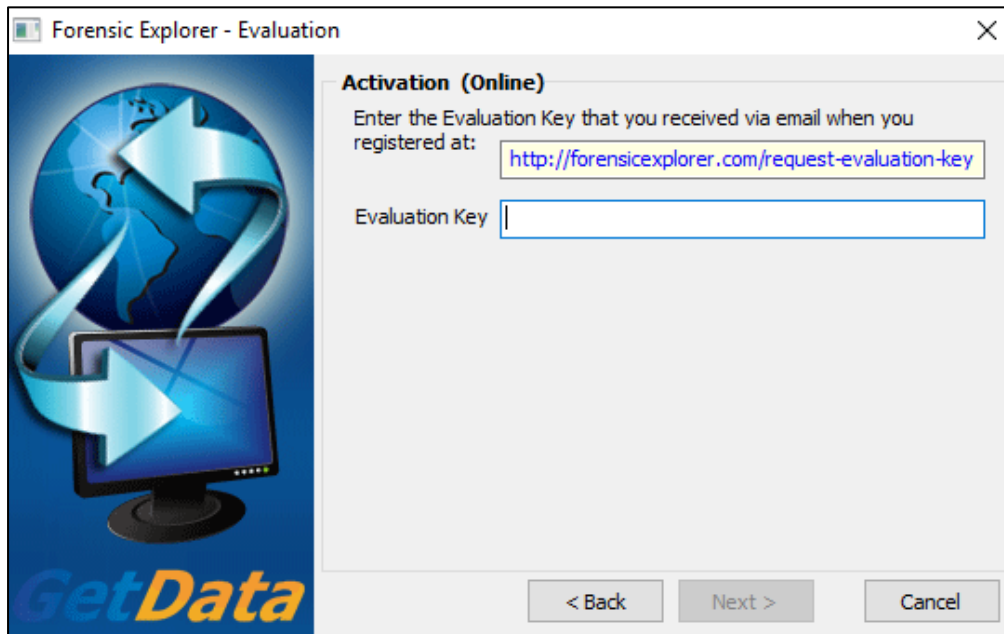 Forensic Explorer - Evaluation
Activation (Online)
Enter the Evaluation Key that you received via email when you
registered at:
http://forensicexplorer.com/request-evaluation-key
Evaluation Key
GetData
< Back
Next >
Cancel